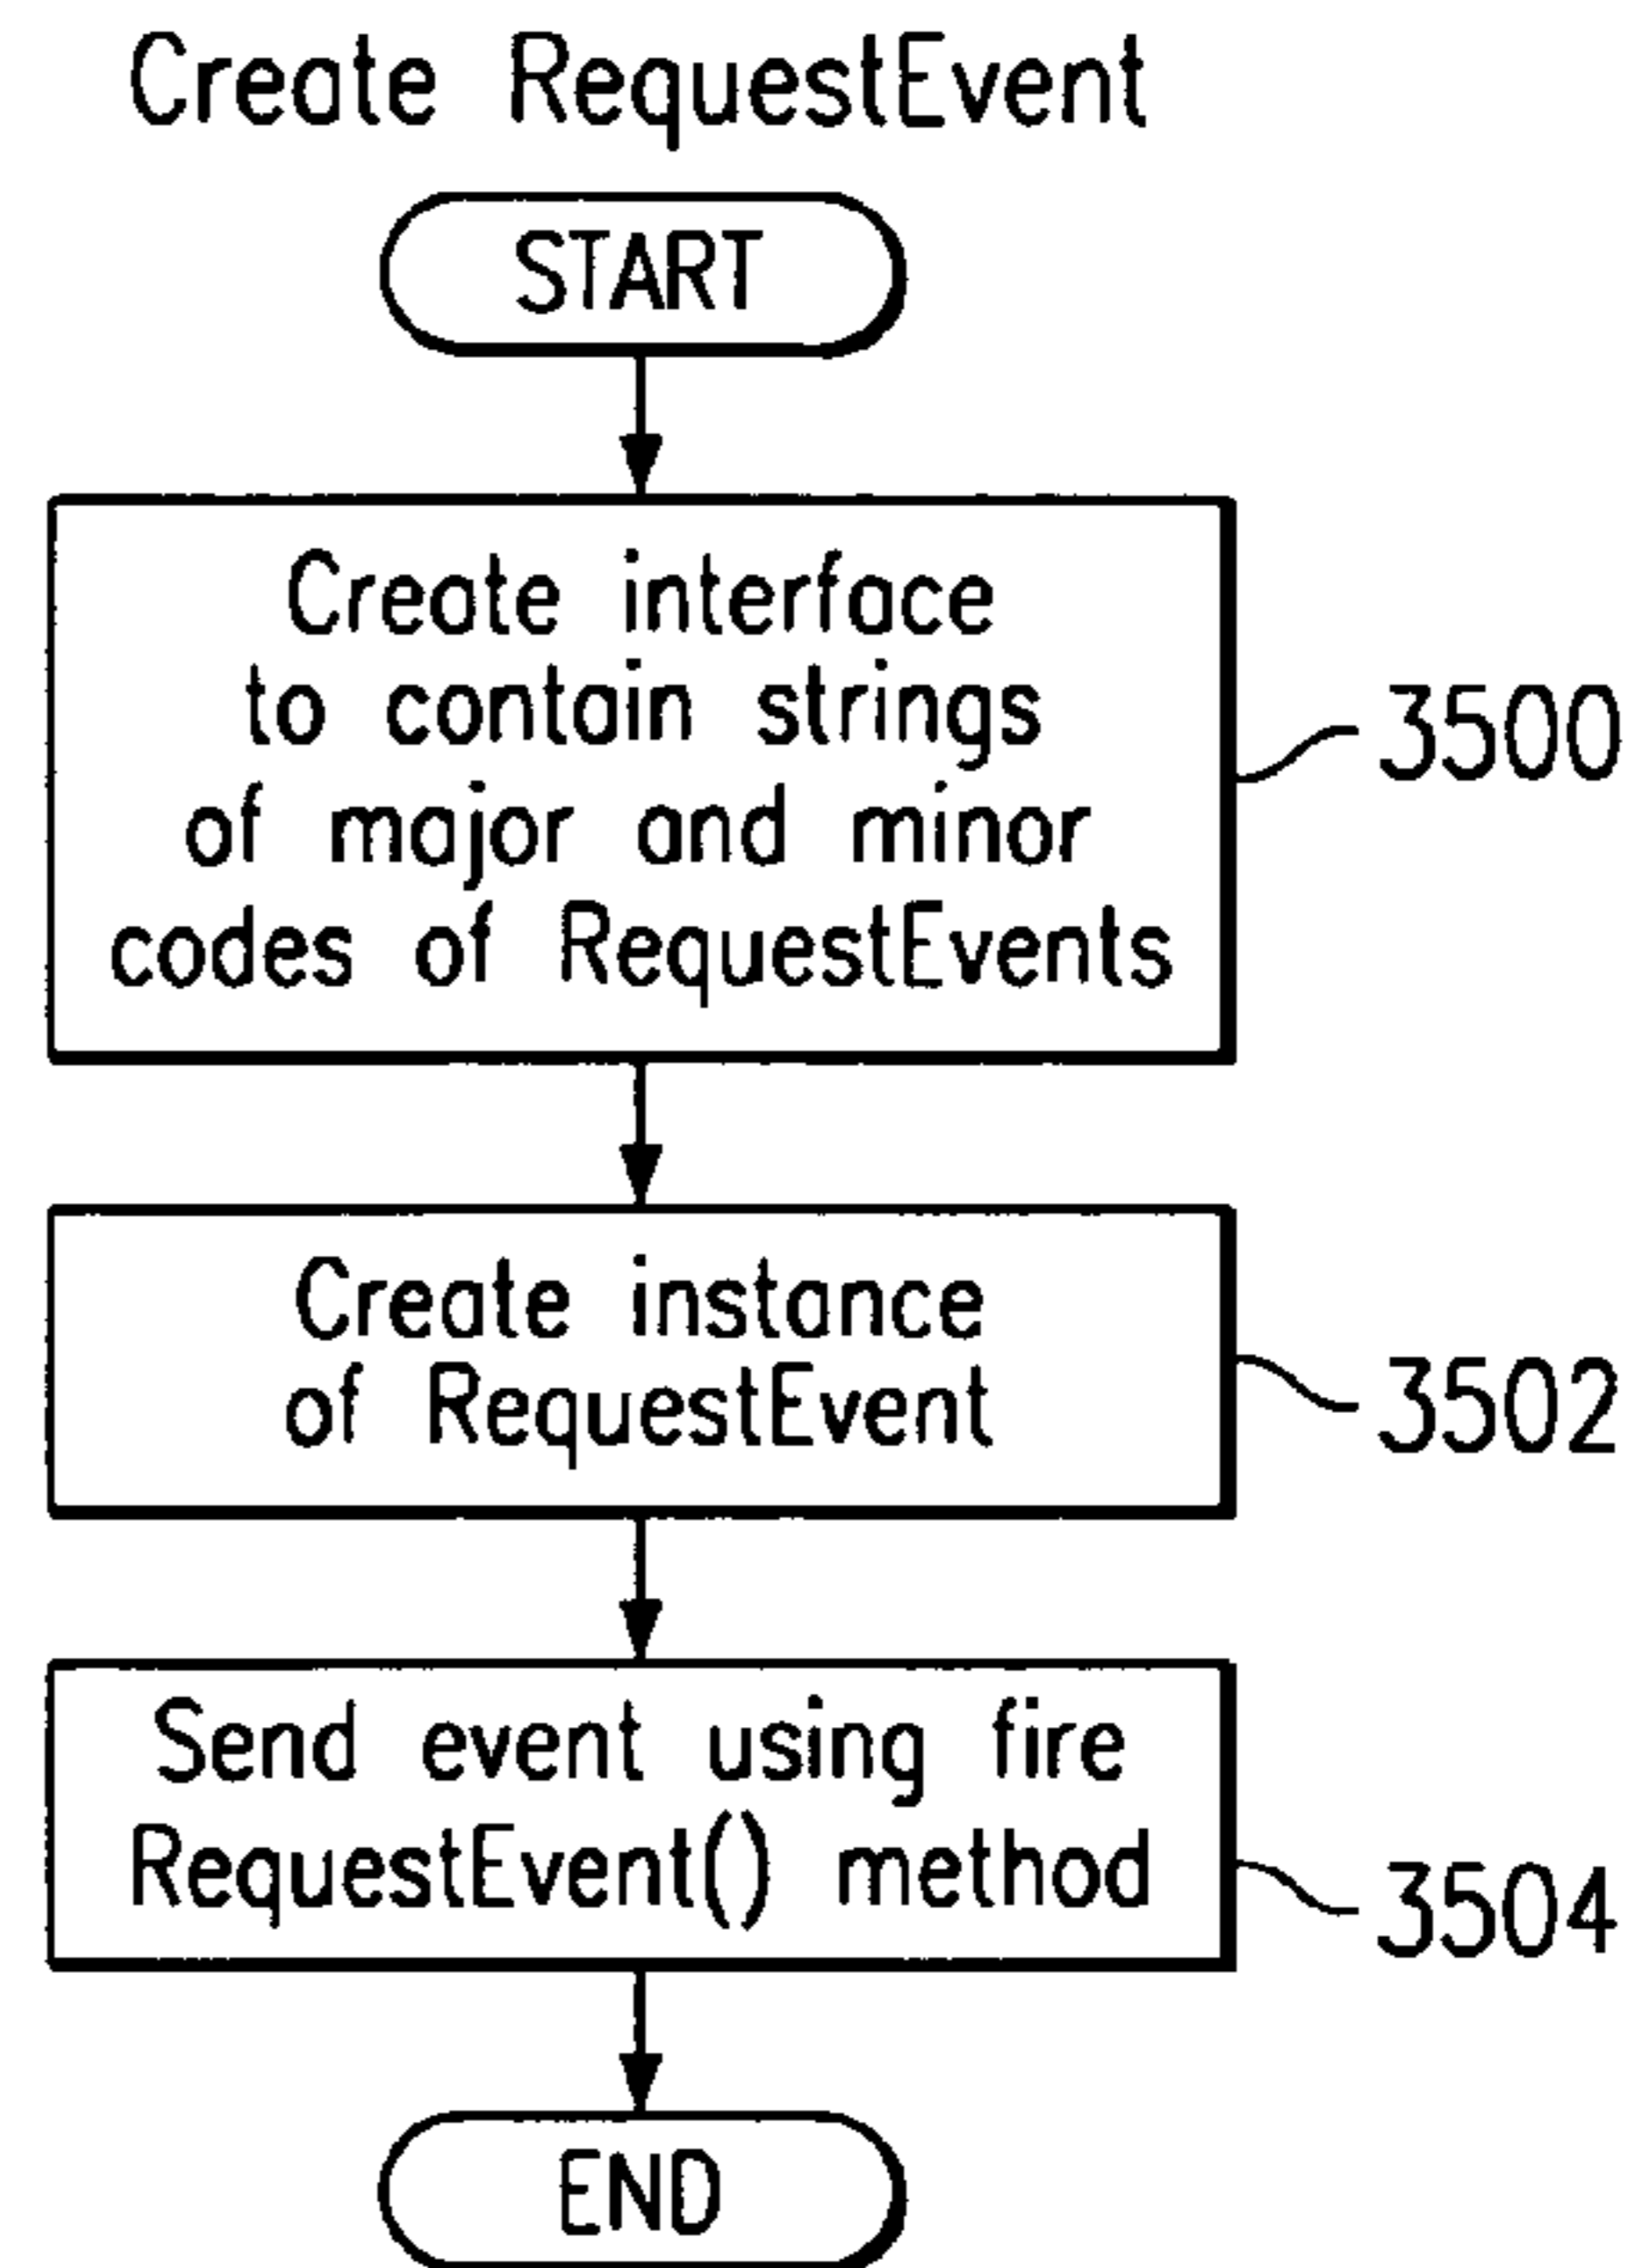 Create RequestEvent
START
Create interface
to contain strings
of major and minor
codes of RequestEvents
3500
Create instance
of RequestEvent
3502
Send event using fire
RequestEvent() method
3504
END